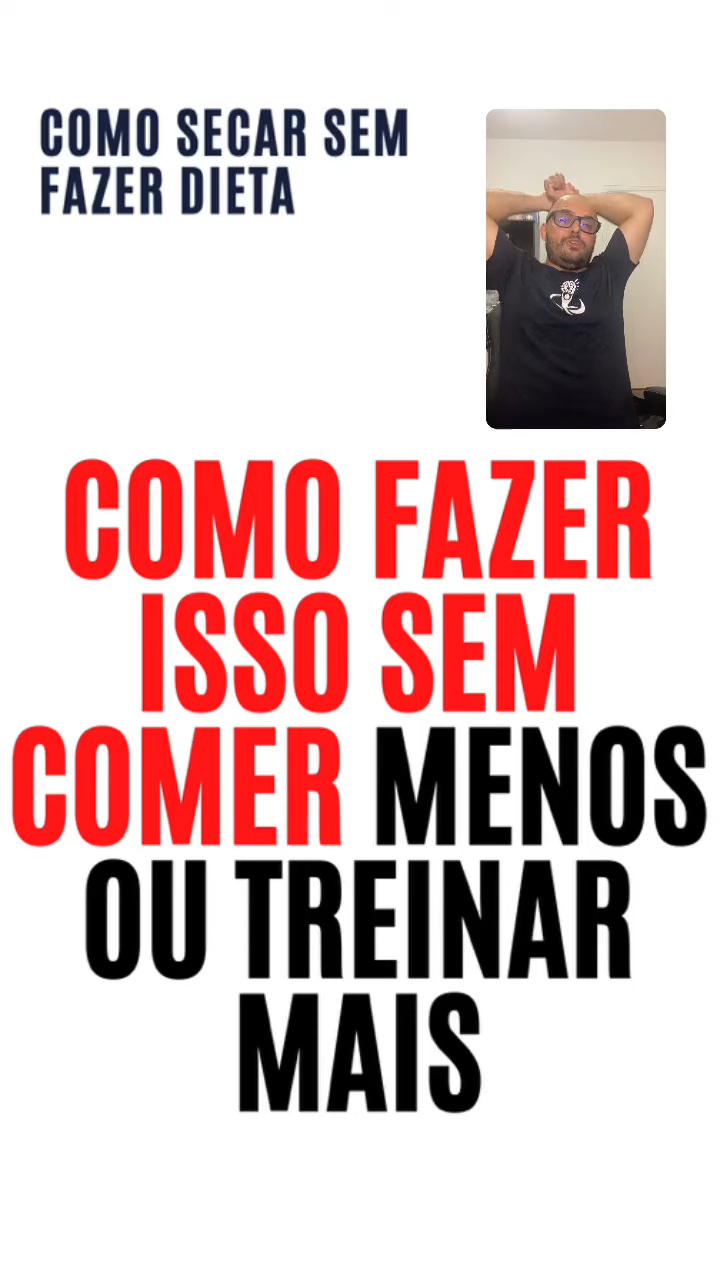 COMO SECAR SEM
FAZER DIETA
COMO FAZER
ISSO SEM
COMER MENOS
OU TREINAR
MAIS